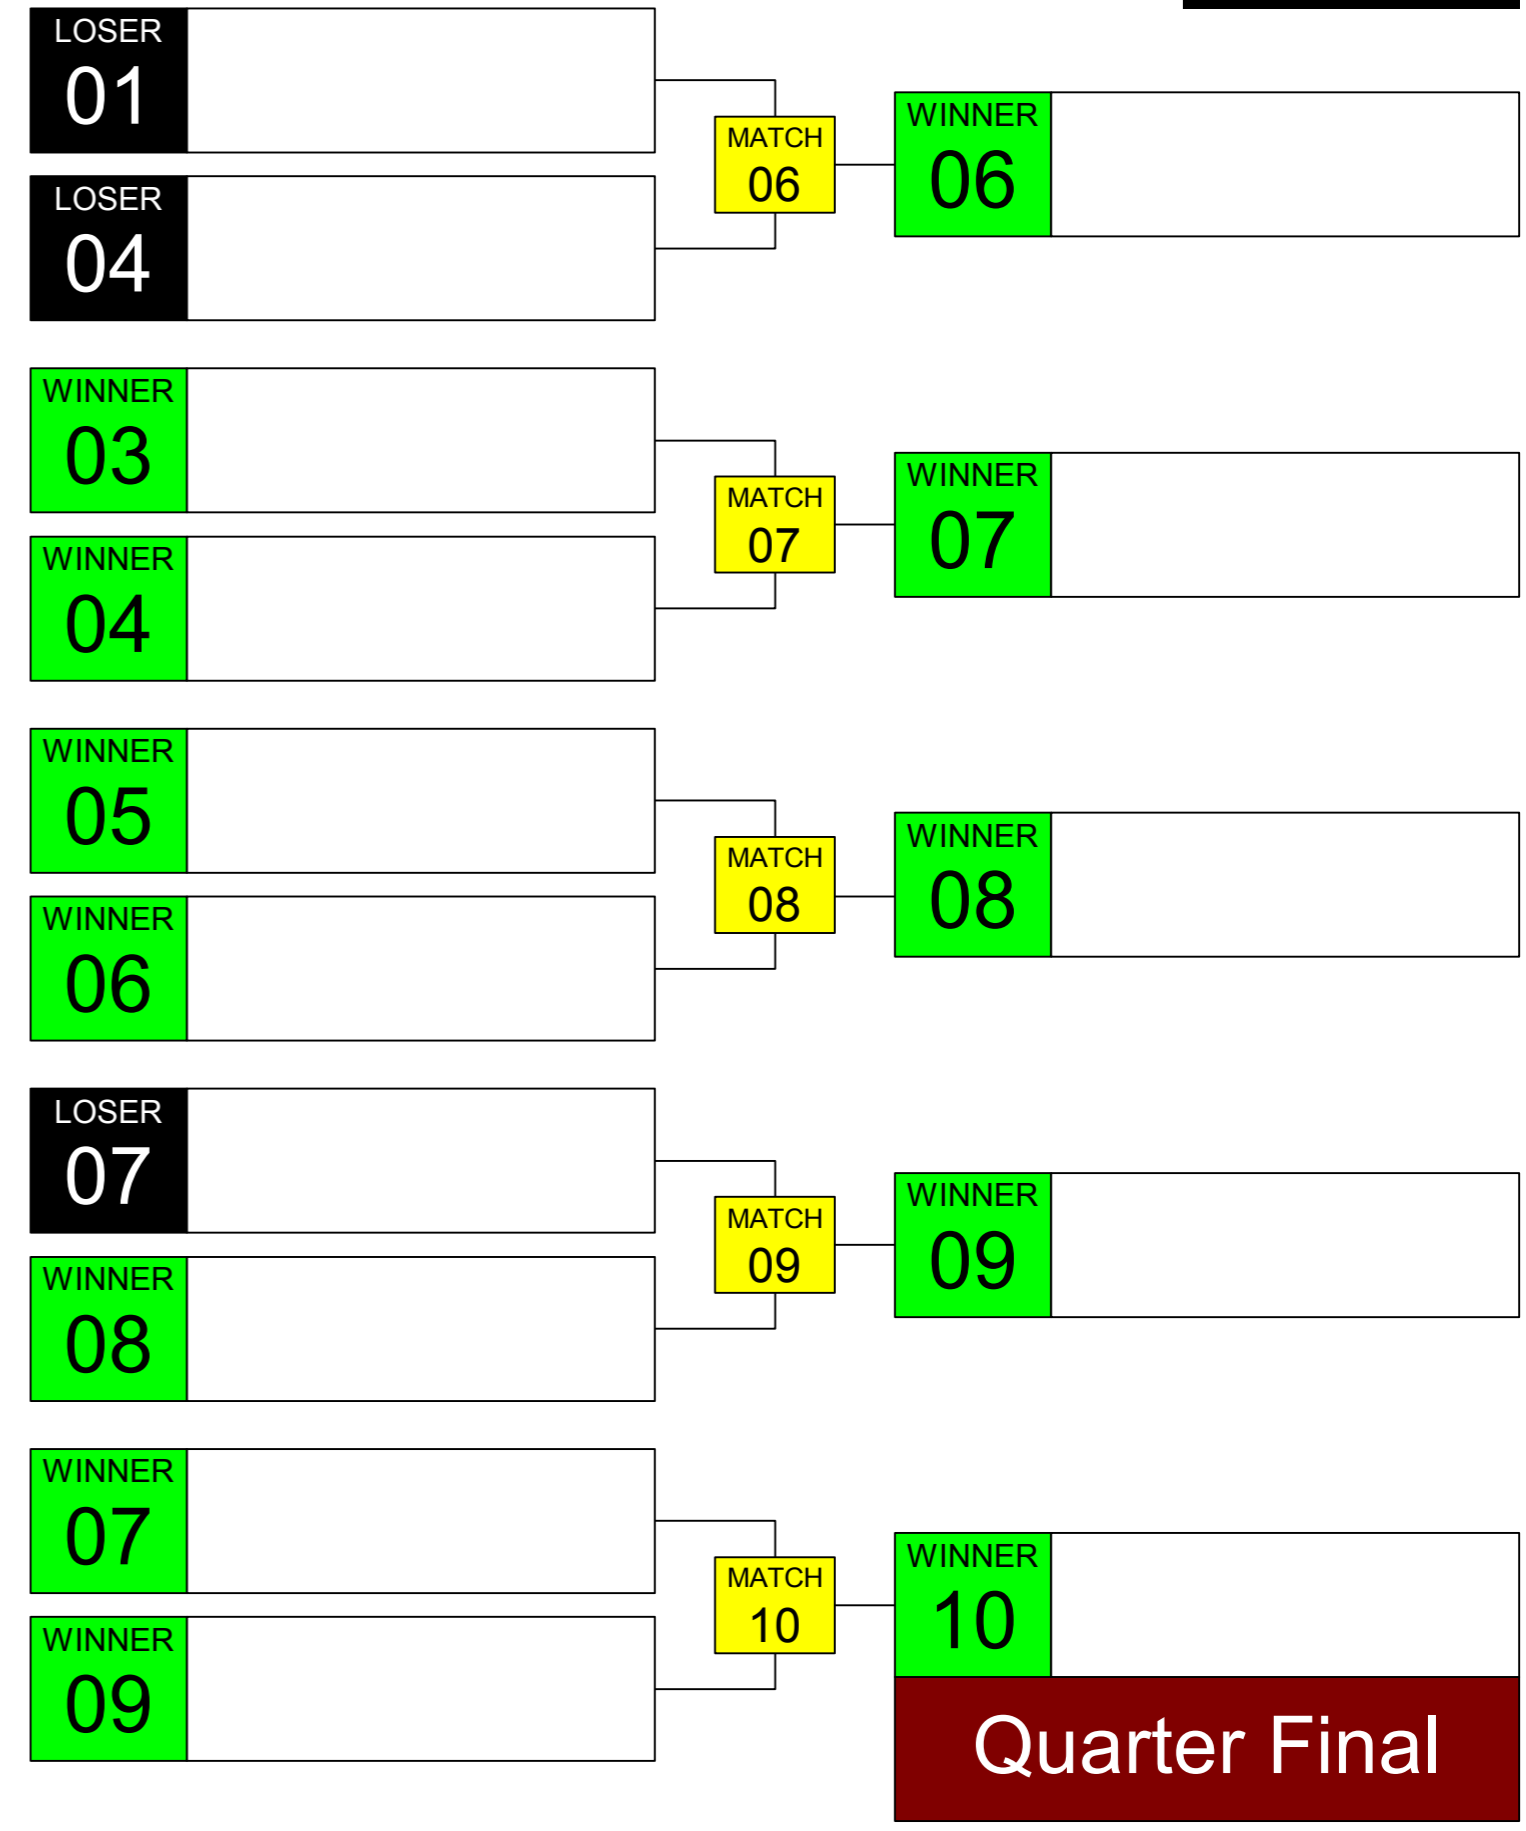 LOSER
01
LOSER
04
MATCH
06
WINNER
06
WINNER
03
WINNER
04
MATCH
07
WINNER
07
WINNER
05
WINNER
06
MATCH
08
WINNER
08
LOSER
07
WINNER
08
MATCH
09
WINNER
09
WINNER
07
WINNER
09
MATCH
10
WINNER
10
Quarter Final